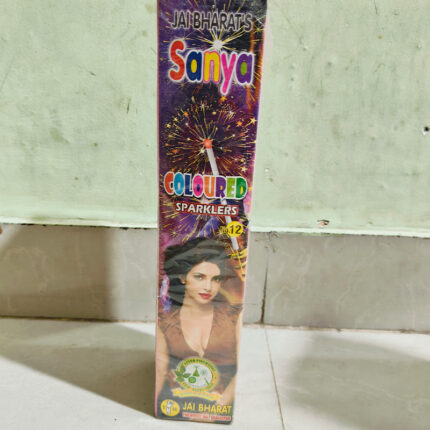 JAI BHARAT'S
Sanya
COLOURED
SPARKLERS
12
JAI BHARAT